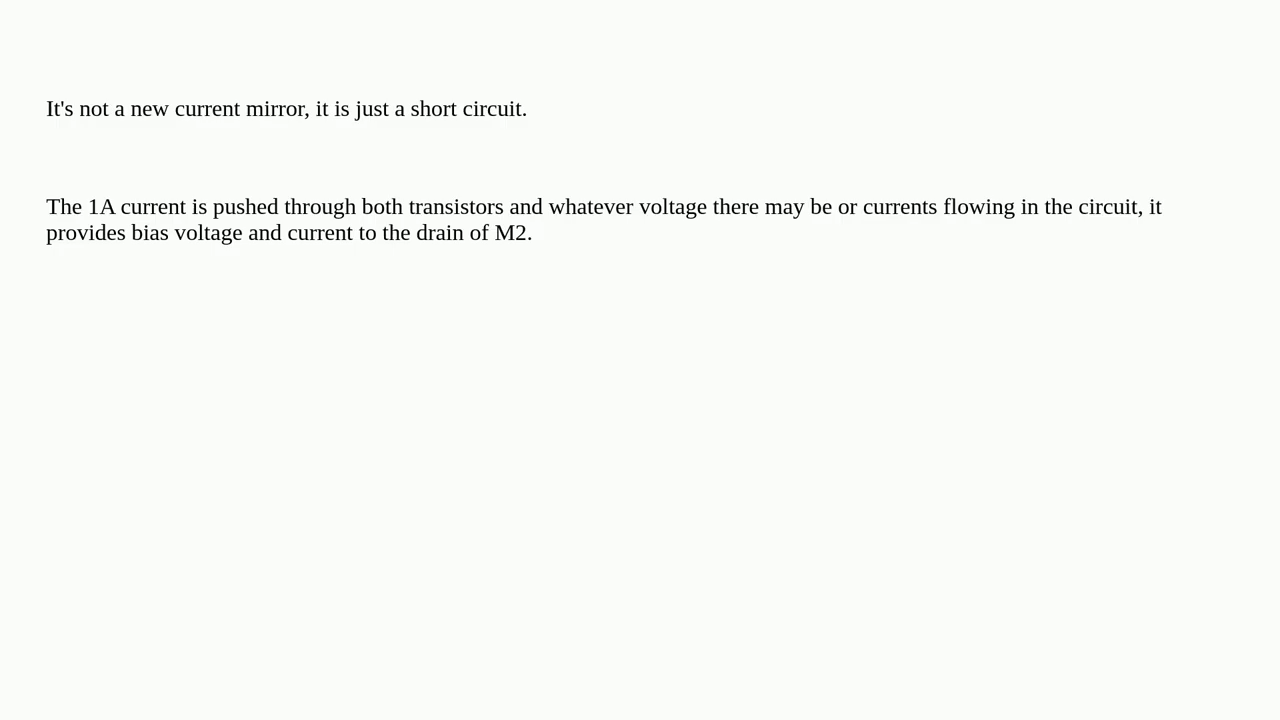 It's not a new current mirror, it is just a short circuit.
The 1A current is pushed through both transistors and whatever voltage there may be or currents flowing in the circuit, it
provides bias voltage and current to the drain of M2.